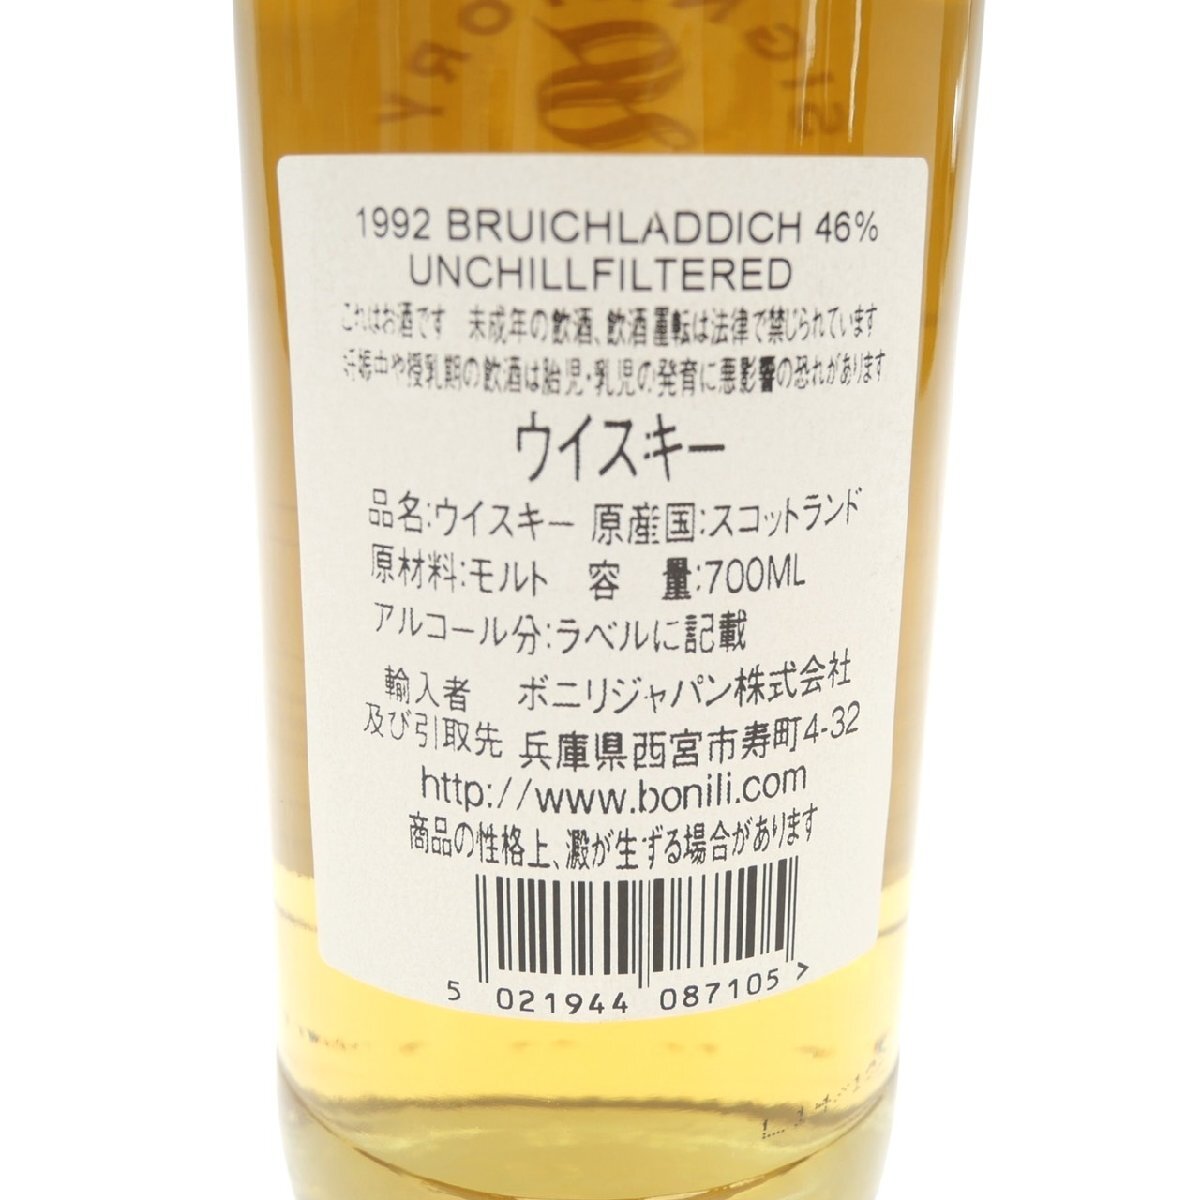 1992 BRUICHLADDICH 46%
UNCHILLFILTERED
これはお酒です 未成年の飲酒、飲酒運転は法律で禁じられています
妊娠中や授乳期の飲酒は胎児・乳児の発育に悪影響の恐れがあります
ウイスキー
品名:ウイスキー 原産国:スコットランド
原材料:モルト 容 量:700ML
アルコール分:ラベルに記載
輸入者 ボニリジャパン株式会社
及び引取先 兵庫県西宮市寿町4-32
http://www.bonili.com
商品の性格上、澱が生ずる場合があります
5 021944 087105 >